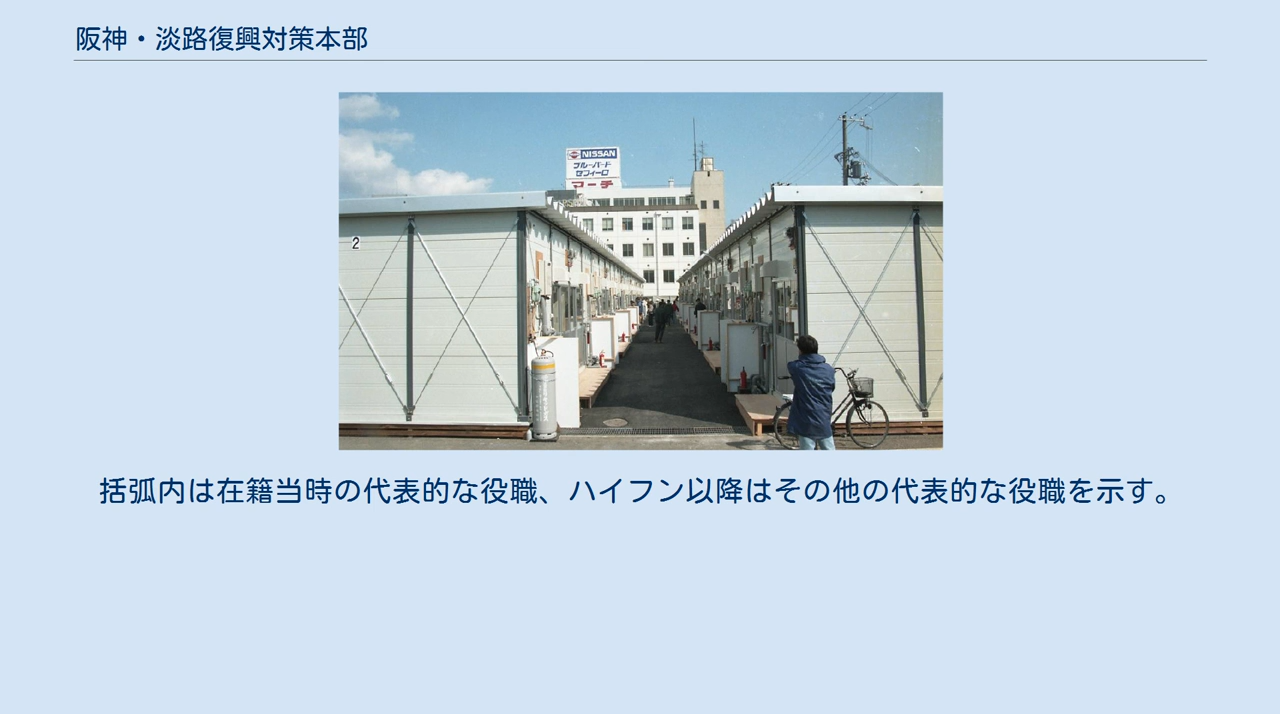 阪神・淡路復興対策本部
NISSAN
ブルーバード
セフィーロ
マーチ
2
括弧内は在籍当時の代表的な役職、ハイフン以降はその他の代表的な役職を示す。